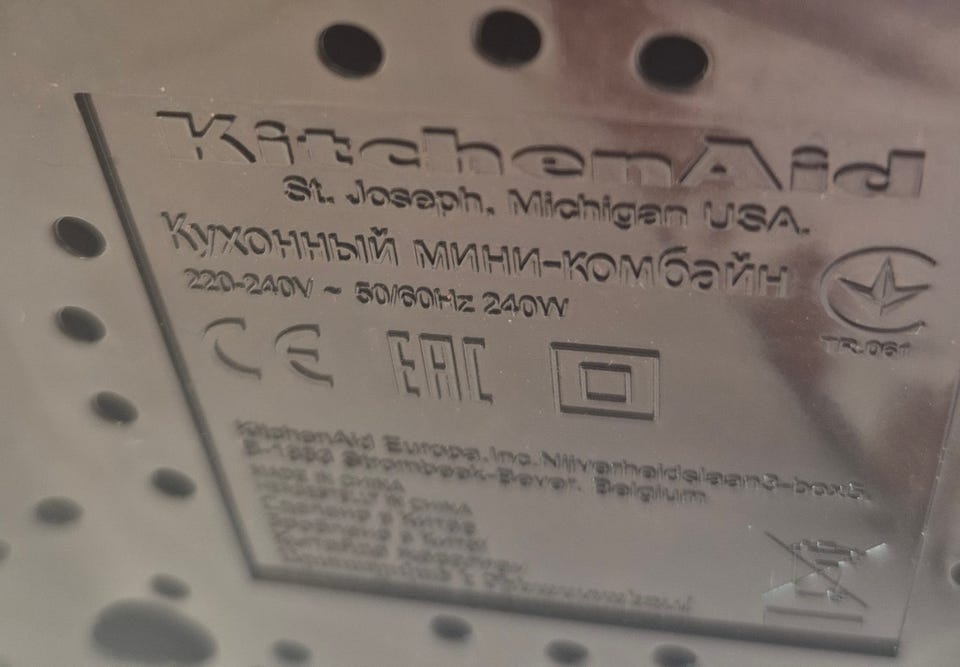 KitchenAid
St. Joseph, Michigan USA.
Кухонный мини-комбайн
220-240V ~ 50/60Hz 240W
TR.061
CE EAC
KitchenAid Europa, Inc. Nijverheidslaan3-box5,
B-1853 Strombeek-Bever, Belgium
MADE IN CHINA